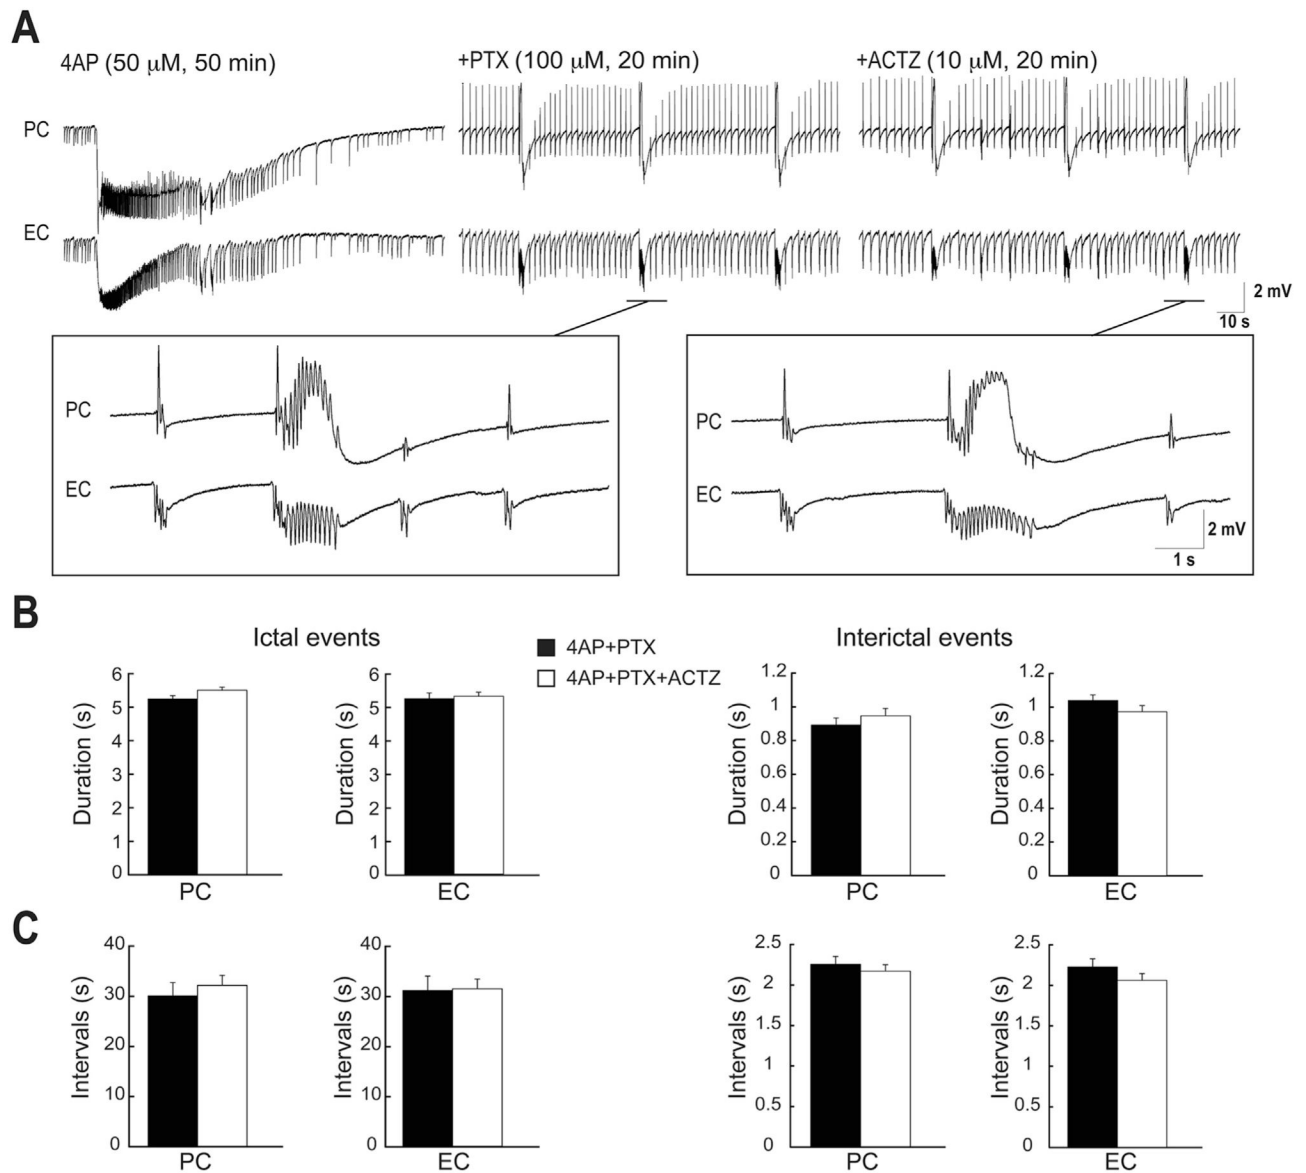 A
4AP (50 µM, 50 min)
+PTX (100 µM, 20 min)
+ACTZ (10 µM, 20 min)
PC
EC
2 mV
10 s
PC
EC
PC
EC
2 mV
1 s
B
Ictal events
4AP+PTX
4AP+PTX+ACTZ
Interictal events
Duration (s)
6
5
4
3
2
1
0
PC
Duration (s)
6
5
4
3
2
1
0
EC
Duration (s)
1.2
1
0.8
0.6
0.4
0.2
0
PC
Duration (s)
1.2
1
0.8
0.6
0.4
0.2
0
EC
C
Intervals (s)
40
30
20
10
0
PC
Intervals (s)
40
30
20
10
0
EC
Intervals (s)
2.5
2
1.5
1
0.5
0
PC
Intervals (s)
2.5
2
1.5
1
0.5
0
EC